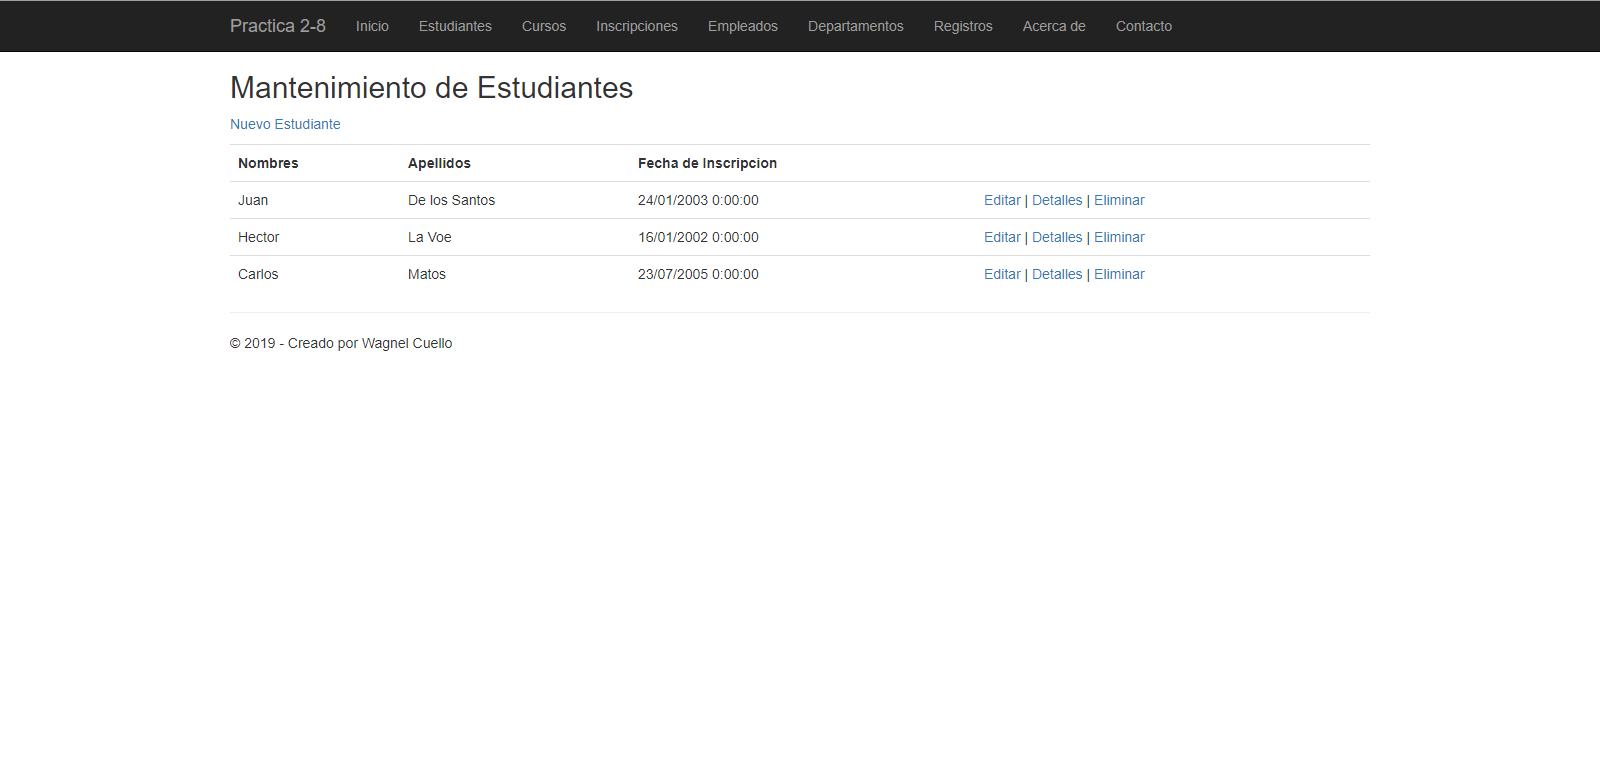 Practica 2-8 Inicio Estudiantes Cursos Inscripciones Empleados Departamentos Registros Acerca de Contacto
Mantenimiento de Estudiantes
Nuevo Estudiante
Nombres Apellidos Fecha de Inscripcion
Juan De los Santos 24/01/2003 0:00:00 Editar | Detalles | Eliminar
Hector La Voe 16/01/2002 0:00:00 Editar | Detalles | Eliminar
Carlos Matos 23/07/2005 0:00:00 Editar | Detalles | Eliminar
© 2019 - Creado por Wagnel Cuello